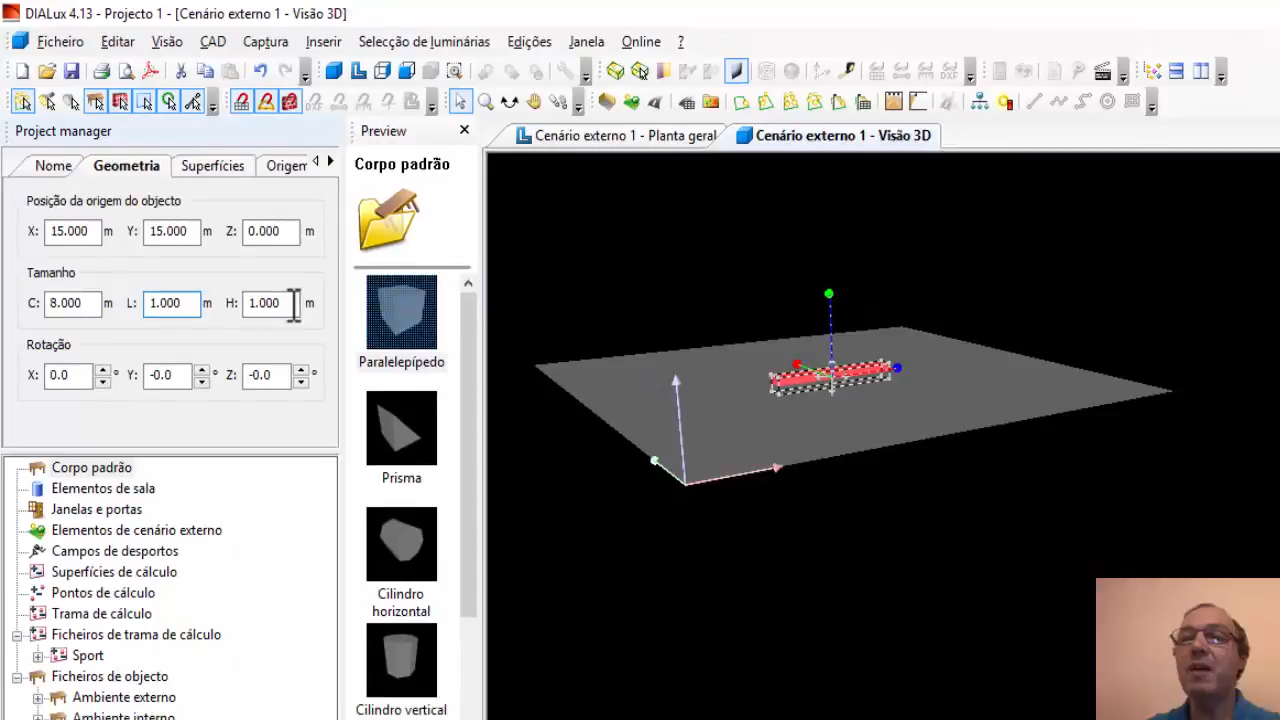 DIALux 4.13 - Projecto 1 - [Cenário externo 1 - Visão 3D]
Ficheiro Editar Visão CAD Captura Inserir Selecção de luminárias Edições Janela Online ?
Project manager
Nome Geometria Superfícies Origem
Posição da origem do objecto
X: 15.000 m Y: 15.000 m Z: 0.000 m
Tamanho
C: 8.000 m L: 1.000 m H: 1.000 m
Rotação
X: 0.0 ° Y: -0.0 ° Z: -0.0 °
Corpo padrão
Elementos de sala
Janelas e portas
Elementos de cenário externo
Campos de desportos
Superfícies de cálculo
Pontos de cálculo
Trama de cálculo
Ficheiros de trama de cálculo
Sport
Ficheiros de objecto
Ambiente externo
Ambiente interno
Preview
Corpo padrão
Paralelepípedo
Prisma
Cilindro
horizontal
Cilindro vertical
Cenário externo 1 - Planta geral
Cenário externo 1 - Visão 3D